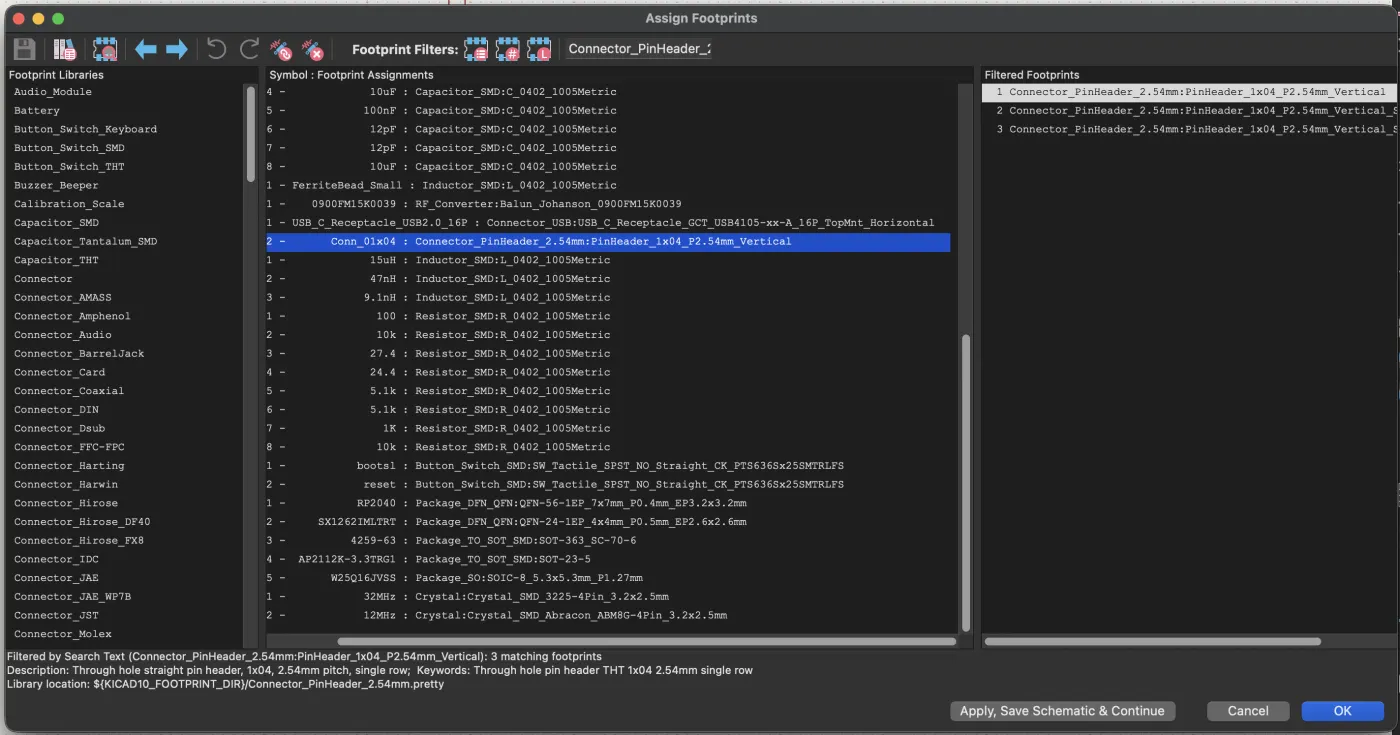 Assign Footprints
Footprint Filters: Connector_PinHeader_2
Footprint Libraries
Audio_Module
Battery
Button_Switch_Keyboard
Button_Switch_SMD
Button_Switch_THT
Buzzer_Beeper
Calibration_Scale
Capacitor_SMD
Capacitor_Tantalum_SMD
Capacitor_THT
Connector
Connector_AMASS
Connector_Amphenol
Connector_Audio
Connector_BarrelJack
Connector_Card
Connector_Coaxial
Connector_DIN
Connector_Dsub
Connector_FFC-FPC
Connector_Harting
Connector_Harwin
Connector_Hirose
Connector_Hirose_DF40
Connector_Hirose_FX8
Connector_IDC
Connector_JAE
Connector_JAE_WP7B
Connector_JST
Connector_Molex
Symbol : Footprint Assignments
4 - 10uF : Capacitor_SMD:C_0402_1005Metric
5 - 100nF : Capacitor_SMD:C_0402_1005Metric
6 - 12pF : Capacitor_SMD:C_0402_1005Metric
7 - 12pF : Capacitor_SMD:C_0402_1005Metric
8 - 10uF : Capacitor_SMD:C_0402_1005Metric
1 - FerriteBead_Small : Inductor_SMD:L_0402_1005Metric
1 - 0900FM15K0039 : RF_Converter:Balun_Johanson_0900FM15K0039
1 - USB_C_Receptacle_USB2.0_16P : Connector_USB:USB_C_Receptacle_GCT_USB4105-xx-A_16P_TopMnt_Horizontal
2 - Conn_01x04 : Connector_PinHeader_2.54mm:PinHeader_1x04_P2.54mm_Vertical
1 - 15uH : Inductor_SMD:L_0402_1005Metric
2 - 47nH : Inductor_SMD:L_0402_1005Metric
3 - 9.1nH : Inductor_SMD:L_0402_1005Metric
1 - 100 : Resistor_SMD:R_0402_1005Metric
2 - 10k : Resistor_SMD:R_0402_1005Metric
3 - 27.4 : Resistor_SMD:R_0402_1005Metric
4 - 24.4 : Resistor_SMD:R_0402_1005Metric
5 - 5.1k : Resistor_SMD:R_0402_1005Metric
6 - 5.1k : Resistor_SMD:R_0402_1005Metric
7 - 1K : Resistor_SMD:R_0402_1005Metric
8 - 10k : Resistor_SMD:R_0402_1005Metric
1 - boots1 : Button_Switch_SMD:SW_Tactile_SPST_NO_Straight_CK_PTS636Sx25SMTRLFS
2 - reset : Button_Switch_SMD:SW_Tactile_SPST_NO_Straight_CK_PTS636Sx25SMTRLFS
1 - RP2040 : Package_DFN_QFN:QFN-56-1EP_7x7mm_P0.4mm_EP3.2x3.2mm
2 - SX1262IMLTRT : Package_DFN_QFN:QFN-24-1EP_4x4mm_P0.5mm_EP2.6x2.6mm
3 - 4259-63 : Package_TO_SOT_SMD:SOT-363_SC-70-6
4 - AP2112K-3.3TRG1 : Package_TO_SOT_SMD:SOT-23-5
5 - W25Q16JVSS : Package_SO:SOIC-8_5.3x5.3mm_P1.27mm
1 - 32MHz : Crystal:Crystal_SMD_3225-4Pin_3.2x2.5mm
2 - 12MHz : Crystal:Crystal_SMD_Abracon_ABM8G-4Pin_3.2x2.5mm
Filtered Footprints
1 Connector_PinHeader_2.54mm:PinHeader_1x04_P2.54mm_Vertical
2 Connector_PinHeader_2.54mm:PinHeader_1x04_P2.54mm_Vertical_S
3 Connector_PinHeader_2.54mm:PinHeader_1x04_P2.54mm_Vertical_S
Filtered by Search Text (Connector_PinHeader_2.54mm:PinHeader_1x04_P2.54mm_Vertical): 3 matching footprints
Description: Through hole straight pin header, 1x04, 2.54mm pitch, single row; Keywords: Through hole pin header THT 1x04 2.54mm single row
Library location: ${KICAD10_FOOTPRINT_DIR}/Connector_PinHeader_2.54mm.pretty
Apply, Save Schematic & Continue
Cancel
OK